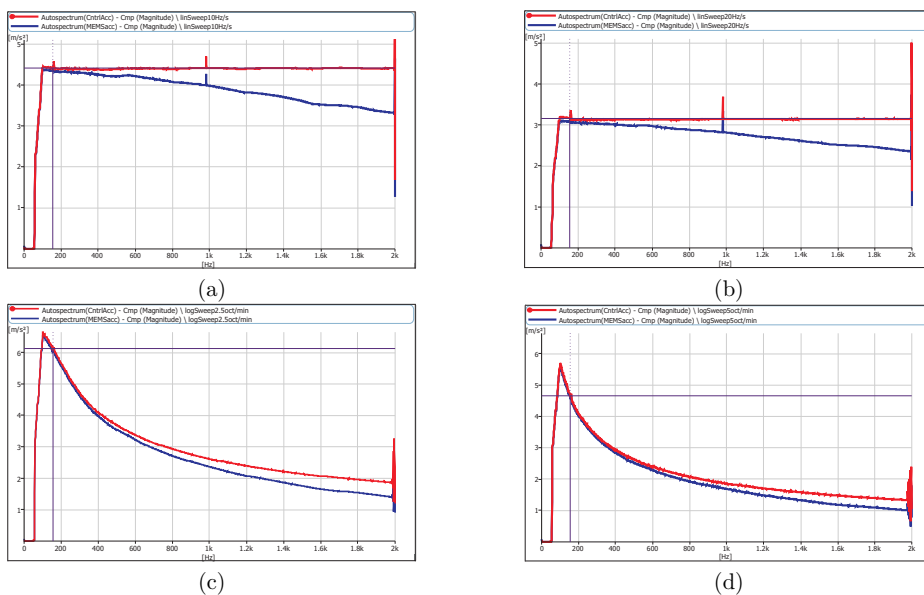 Autospectrum(CntrlAcc) - Cmp (Magnitude) \ linSweep10Hz/s
Autospectrum(MEMSacc) - Cmp (Magnitude) \ linSweep10Hz/s
[m/s²]
5
4
3
2
1
0 200 400 600 800 1k 1.2k 1.4k 1.6k 1.8k 2k
[Hz]
(a)
Autospectrum(CntrlAcc) - Cmp (Magnitude) \ linSweep20Hz/s
Autospectrum(MEMSacc) - Cmp (Magnitude) \ linSweep20Hz/s
[m/s²]
5
4
3
2
1
0 200 400 600 800 1k 1.2k 1.4k 1.6k 1.8k 2k
[Hz]
(b)
Autospectrum(CntrlAcc) - Cmp (Magnitude) \ logSweep2.5oct/min
Autospectrum(MEMSacc) - Cmp (Magnitude) \ logSweep2.5oct/min
[m/s²]
6
5
4
3
2
1
0 200 400 600 800 1k 1.2k 1.4k 1.6k 1.8k 2k
[Hz]
(c)
Autospectrum(CntrlAcc) - Cmp (Magnitude) \ logSweep5oct/min
Autospectrum(MEMSacc) - Cmp (Magnitude) \ logSweep5oct/min
[m/s²]
6
5
4
3
2
1
0 200 400 600 800 1k 1.2k 1.4k 1.6k 1.8k 2k
[Hz]
(d)